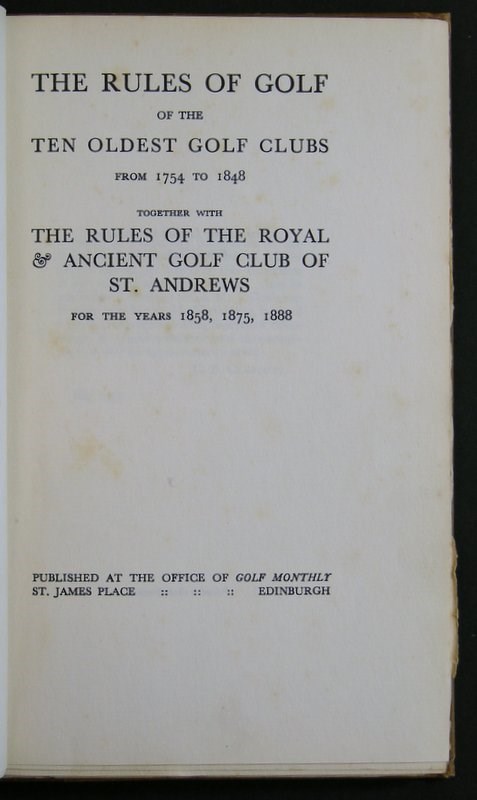 THE RULES OF GOLF
OF THE
TEN OLDEST GOLF CLUBS
FROM 1754 TO 1848
TOGETHER WITH
THE RULES OF THE ROYAL
& ANCIENT GOLF CLUB OF
ST. ANDREWS
FOR THE YEARS 1858, 1875, 1888
PUBLISHED AT THE OFFICE OF GOLF MONTHLY
ST. JAMES PLACE :: :: :: EDINBURGH